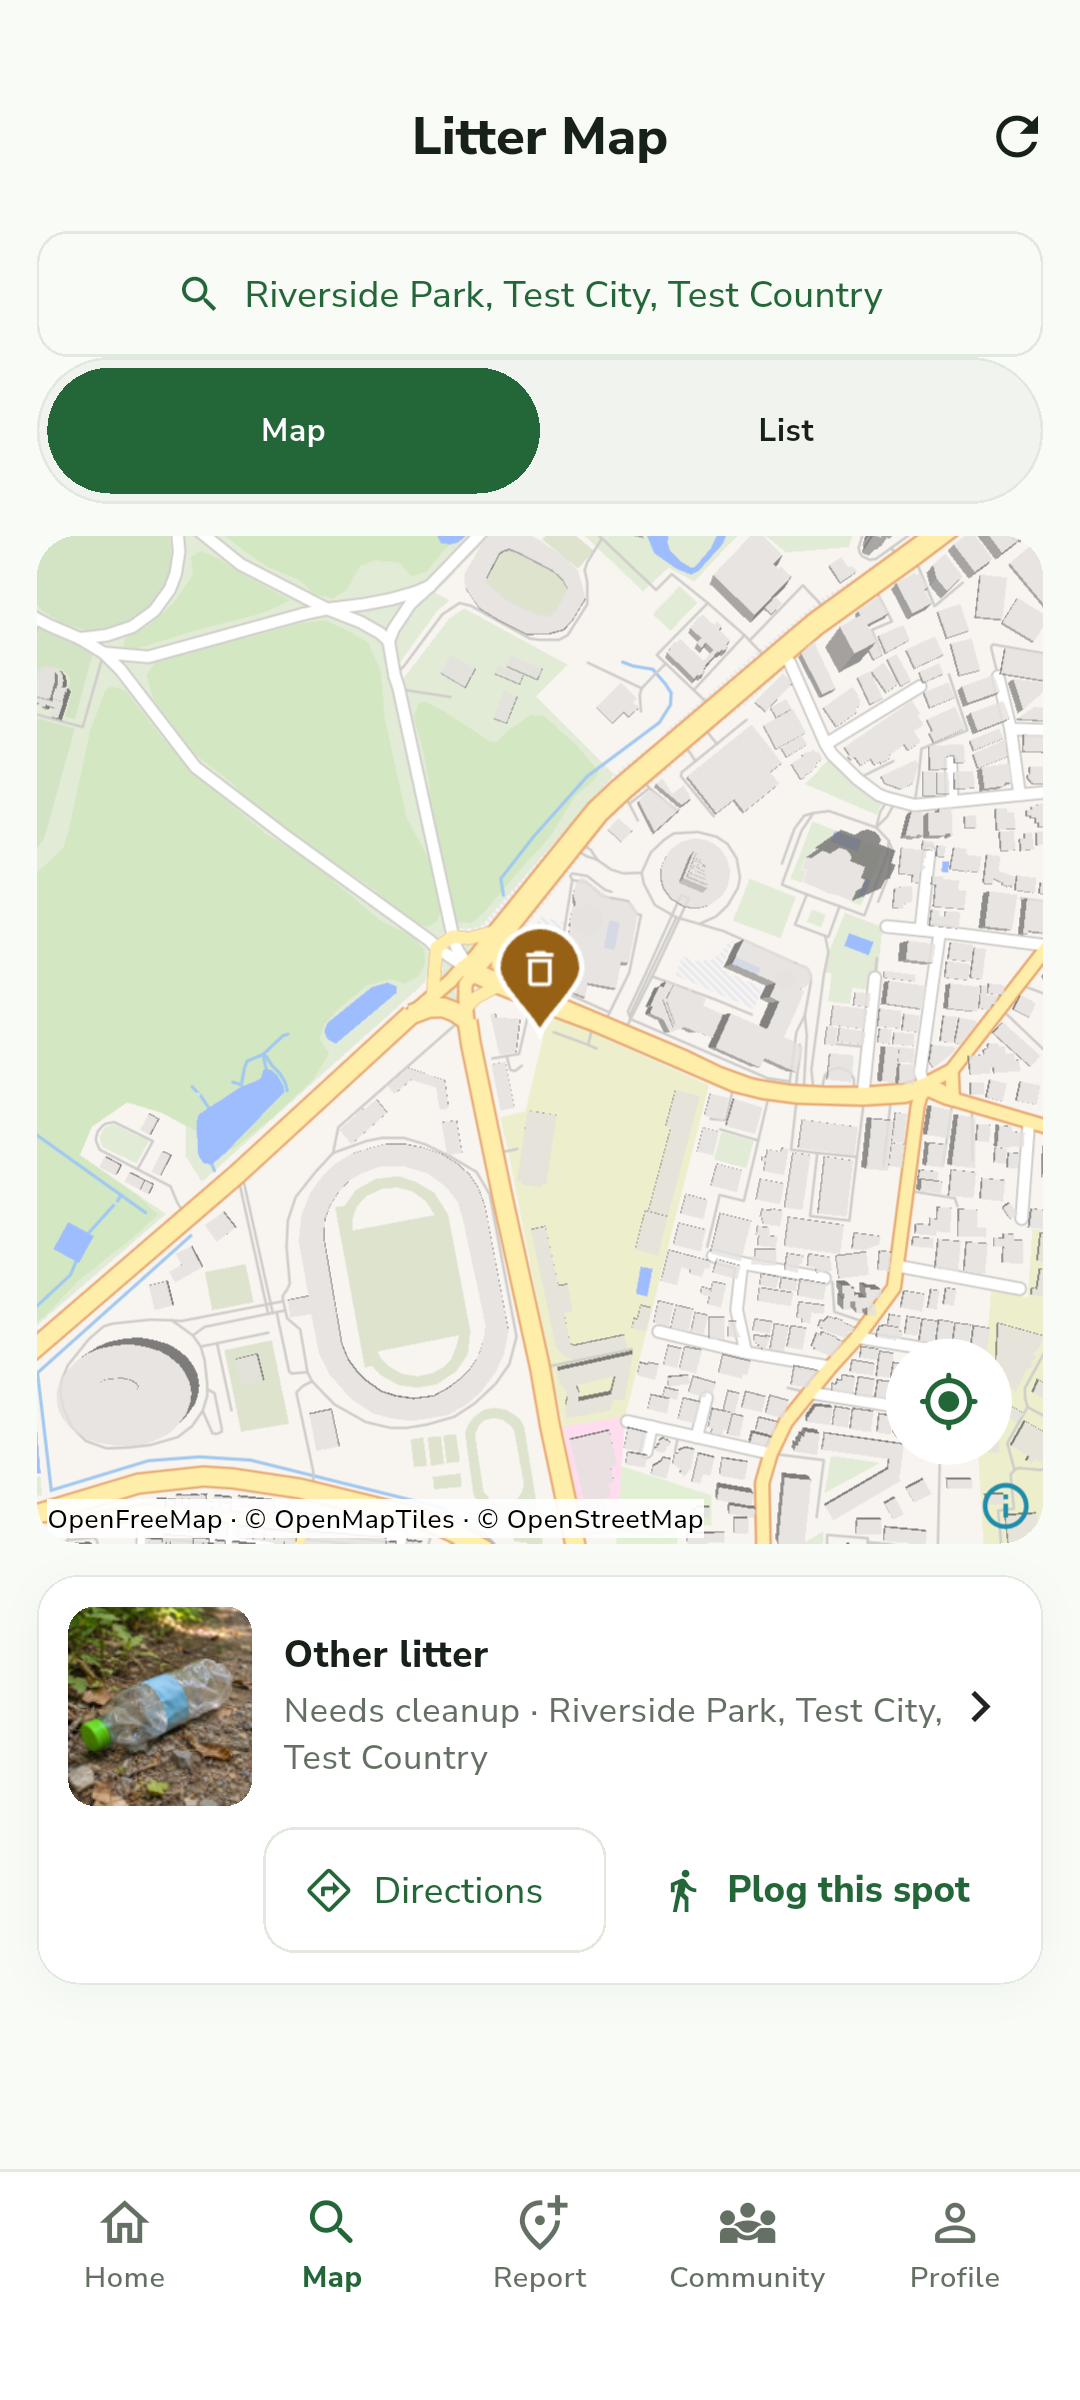 Litter Map
Riverside Park, Test City, Test Country
Map
List
OpenFreeMap · © OpenMapTiles · © OpenStreetMap
Other litter
Needs cleanup · Riverside Park, Test City,
Test Country
Directions
Plog this spot
Home
Map
Report
Community
Profile